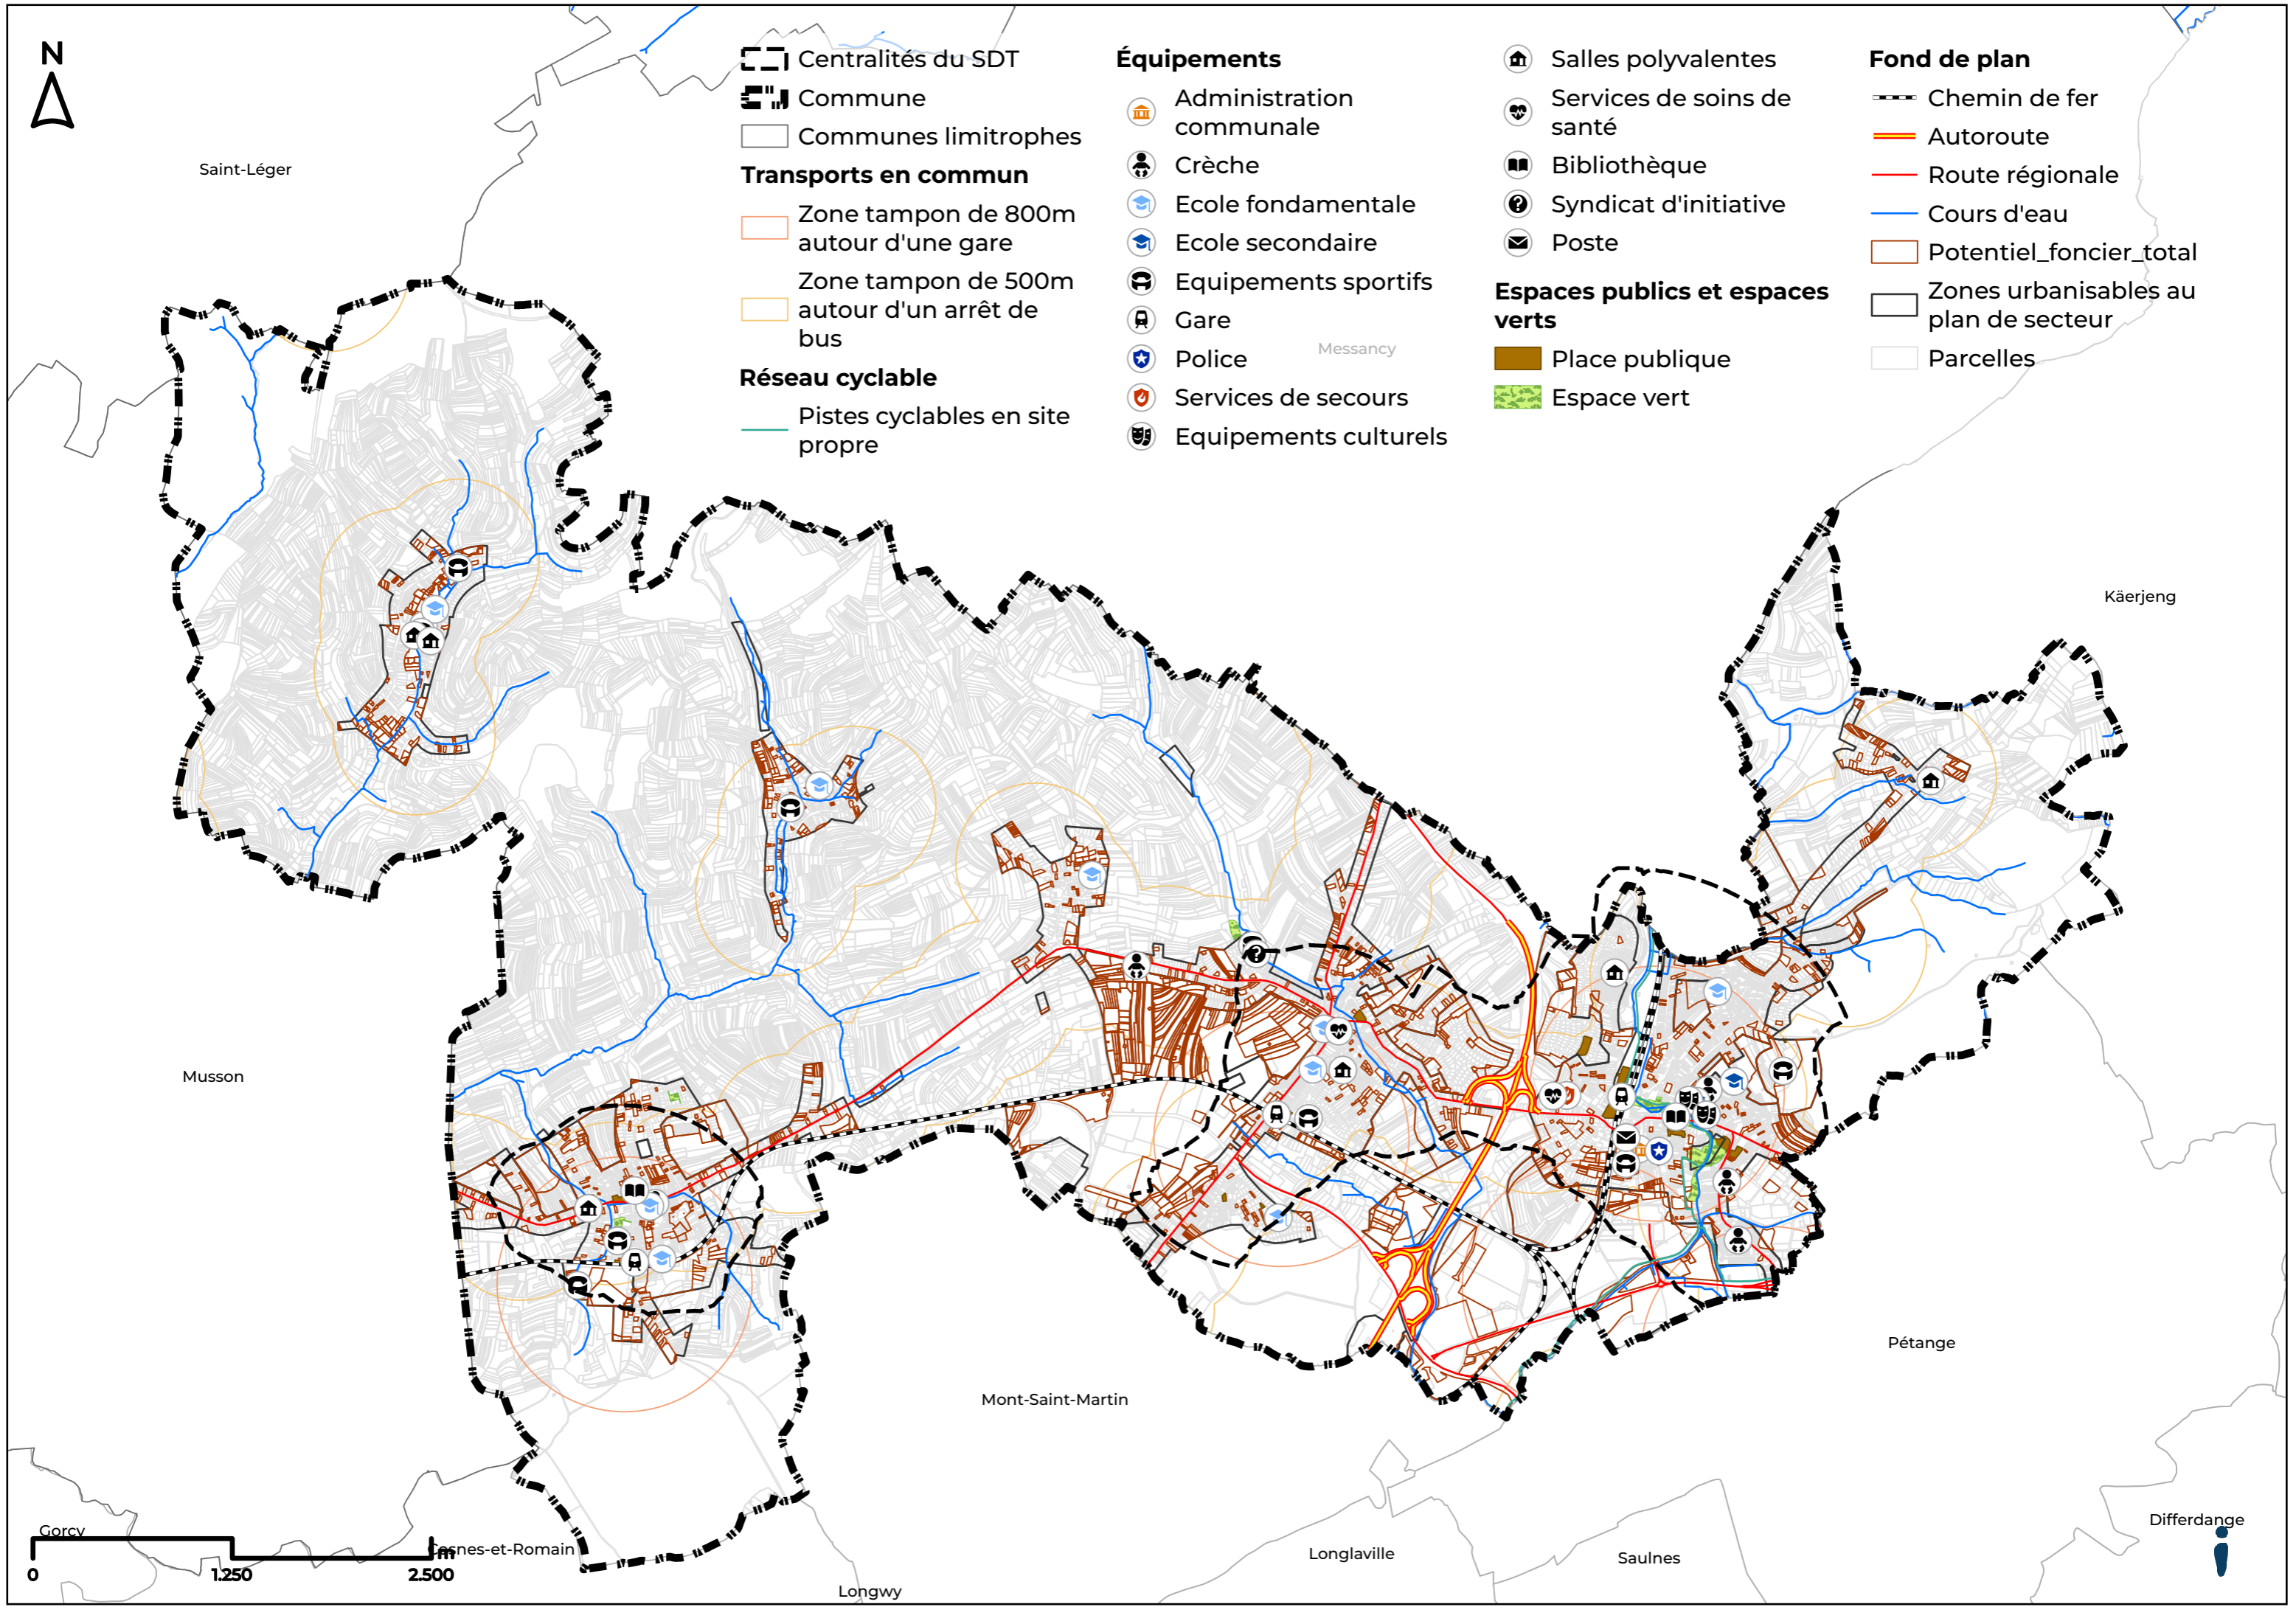 N
Centralités du SDT
Commune
Communes limitrophes
Transports en commun
Zone tampon de 800m
autour d'une gare
Zone tampon de 500m
autour d'un arrêt de
bus
Réseau cyclable
Pistes cyclables en site
propre
Équipements
Administration
communale
Crèche
Ecole fondamentale
Ecole secondaire
Equipements sportifs
Gare
Police
Services de secours
Equipements culturels
Salles polyvalentes
Services de soins de
santé
Bibliothèque
Syndicat d'initiative
Poste
Espaces publics et espaces
verts
Place publique
Espace vert
Fond de plan
Chemin de fer
Autoroute
Route régionale
Cours d'eau
Potentiel_foncier_total
Zones urbanisables au
plan de secteur
Parcelles
Saint-Léger
Messancy
Käerjeng
Musson
Pétange
Mont-Saint-Martin
Differdange
Gorcy
Cosnes-et-Romain
Longlaville
Saulnes
Longwy
m
0
1.250
2.500